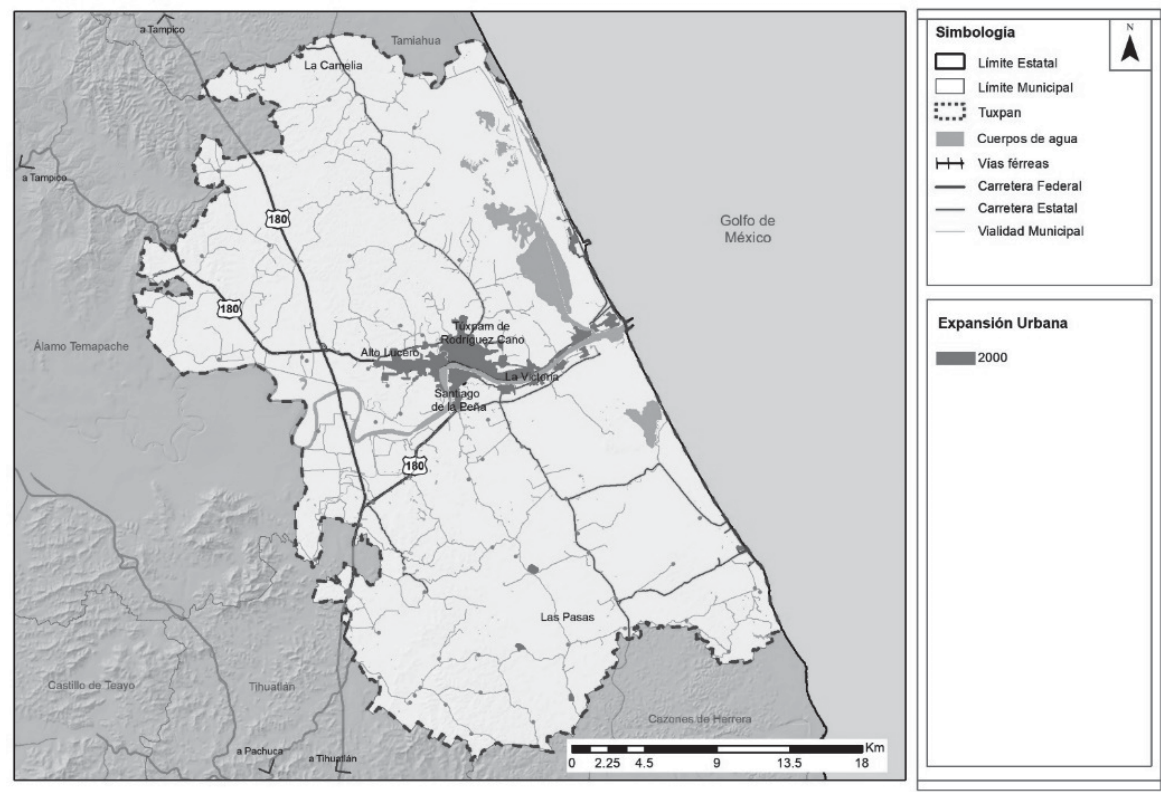 a Tampico
Tamiahua
La Camelia
a Tampico
180
Golfo de
México
180
Tuxpam de
Rodríguez Cano
Álamo Temapache
Alto Lucero
La Victoria
Santiago
de la Peña
180
Las Pasas
Castillo de Teayo
Tihuatlán
Cazones de Herrera
a Pachuca
a Tihuatlán
Km
0 2.25 4.5 9 13.5 18
Simbología
N
Límite Estatal
Límite Municipal
Tuxpan
Cuerpos de agua
Vías férreas
Carretera Federal
Carretera Estatal
Vialidad Municipal
Expansión Urbana
2000